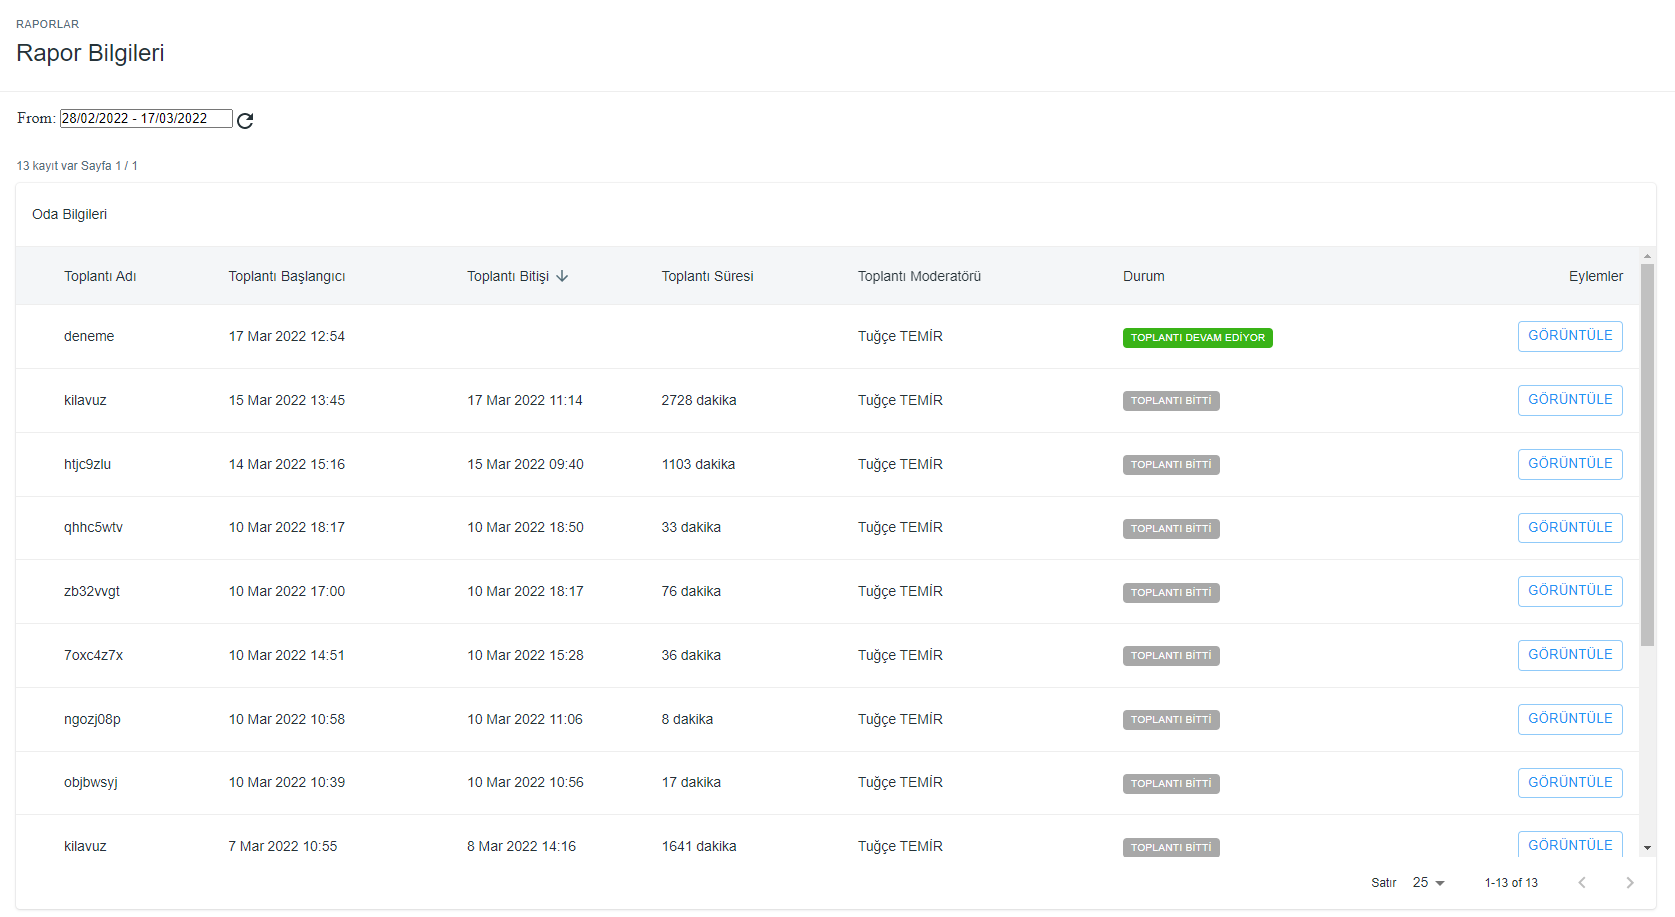 RAPORLAR
Rapor Bilgileri
From: 28/02/2022 - 17/03/2022
13 kayıt var Sayfa 1 / 1
Oda Bilgileri
Toplantı Adı Toplantı Başlangıcı Toplantı Bitişi Toplantı Süresi Toplantı Moderatörü Durum Eylemler
deneme 17 Mar 2022 12:54 Tuğçe TEMİR TOPLANTI DEVAM EDİYOR GÖRÜNTÜLE
kilavuz 15 Mar 2022 13:45 17 Mar 2022 11:14 2728 dakika Tuğçe TEMİR TOPLANTI BİTTİ GÖRÜNTÜLE
htjc9zlu 14 Mar 2022 15:16 15 Mar 2022 09:40 1103 dakika Tuğçe TEMİR TOPLANTI BİTTİ GÖRÜNTÜLE
qhhc5wtv 10 Mar 2022 18:17 10 Mar 2022 18:50 33 dakika Tuğçe TEMİR TOPLANTI BİTTİ GÖRÜNTÜLE
zb32vvgt 10 Mar 2022 17:00 10 Mar 2022 18:17 76 dakika Tuğçe TEMİR TOPLANTI BİTTİ GÖRÜNTÜLE
7oxc4z7x 10 Mar 2022 14:51 10 Mar 2022 15:28 36 dakika Tuğçe TEMİR TOPLANTI BİTTİ GÖRÜNTÜLE
ngozj08p 10 Mar 2022 10:58 10 Mar 2022 11:06 8 dakika Tuğçe TEMİR TOPLANTI BİTTİ GÖRÜNTÜLE
objbwsyj 10 Mar 2022 10:39 10 Mar 2022 10:56 17 dakika Tuğçe TEMİR TOPLANTI BİTTİ GÖRÜNTÜLE
kilavuz 7 Mar 2022 10:55 8 Mar 2022 14:16 1641 dakika Tuğçe TEMİR TOPLANTI BİTTİ GÖRÜNTÜLE
Satır 25 1-13 of 13